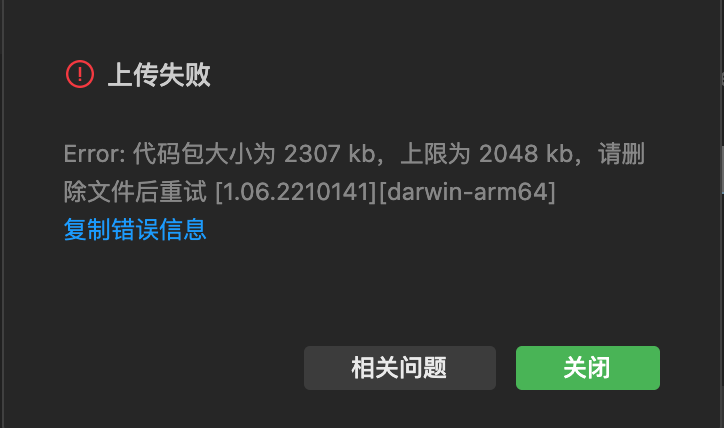 上传失败
Error: 代码包大小为 2307 kb，上限为 2048 kb，请删
除文件后重试 [1.06.2210141][darwin-arm64]
复制错误信息
相关问题
关闭